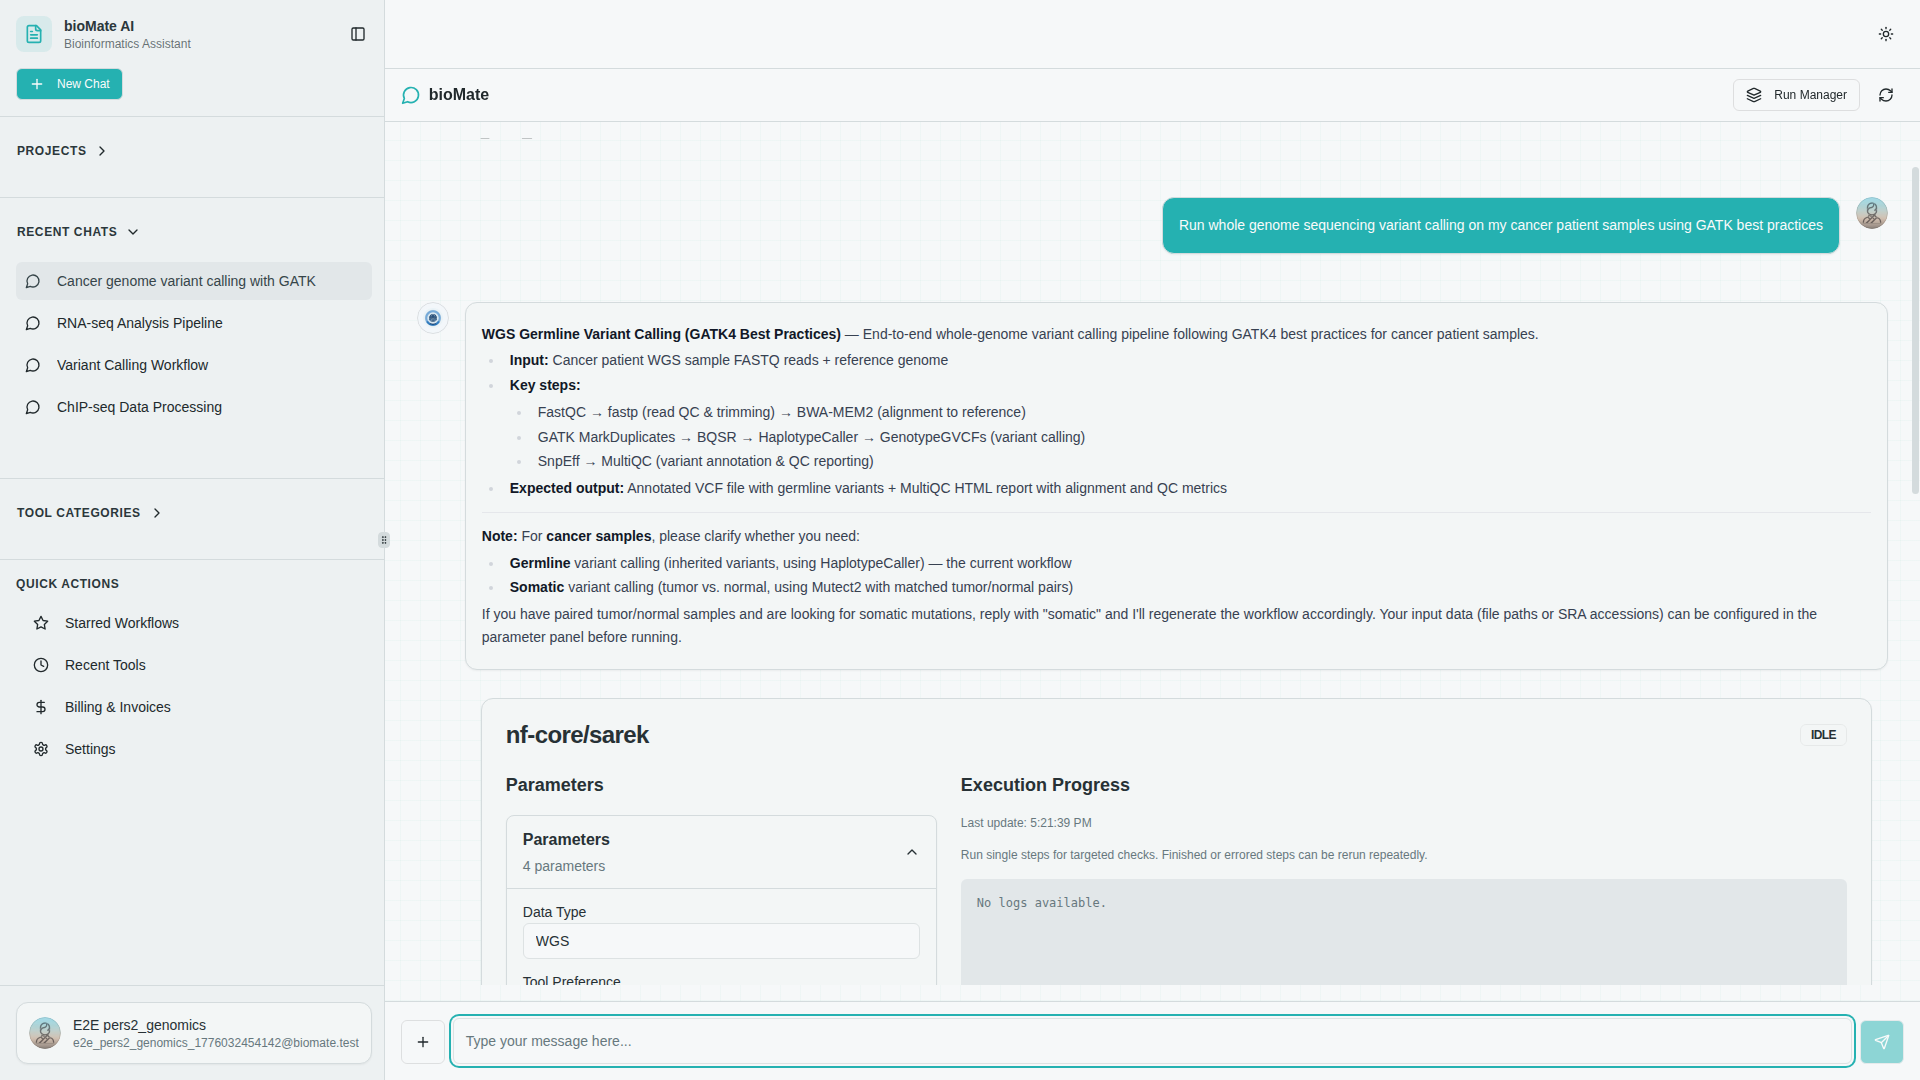 bioMate AI
Bioinformatics Assistant
New Chat
PROJECTS
RECENT CHATS
Cancer genome variant calling with GATK
RNA-seq Analysis Pipeline
Variant Calling Workflow
ChIP-seq Data Processing
TOOL CATEGORIES
QUICK ACTIONS
Starred Workflows
Recent Tools
Billing & Invoices
Settings
E2E pers2_genomics
e2e_pers2_genomics_1776032454142@biomate.test
bioMate
Run Manager
Run whole genome sequencing variant calling on my cancer patient samples using GATK best practices
WGS Germline Variant Calling (GATK4 Best Practices) — End-to-end whole-genome variant calling pipeline following GATK4 best practices for cancer patient samples.
Input: Cancer patient WGS sample FASTQ reads + reference genome
Key steps:
FastQC → fastp (read QC & trimming) → BWA-MEM2 (alignment to reference)
GATK MarkDuplicates → BQSR → HaplotypeCaller → GenotypeGVCFs (variant calling)
SnpEff → MultiQC (variant annotation & QC reporting)
Expected output: Annotated VCF file with germline variants + MultiQC HTML report with alignment and QC metrics
Note: For cancer samples, please clarify whether you need:
Germline variant calling (inherited variants, using HaplotypeCaller) — the current workflow
Somatic variant calling (tumor vs. normal, using Mutect2 with matched tumor/normal pairs)
If you have paired tumor/normal samples and are looking for somatic mutations, reply with "somatic" and I'll regenerate the workflow accordingly. Your input data (file paths or SRA accessions) can be configured in the
parameter panel before running.
nf-core/sarek
IDLE
Parameters
Parameters
4 parameters
Data Type
WGS
Tool Preference
Execution Progress
Last update: 5:21:39 PM
Run single steps for targeted checks. Finished or errored steps can be rerun repeatedly.
No logs available.
Type your message here...